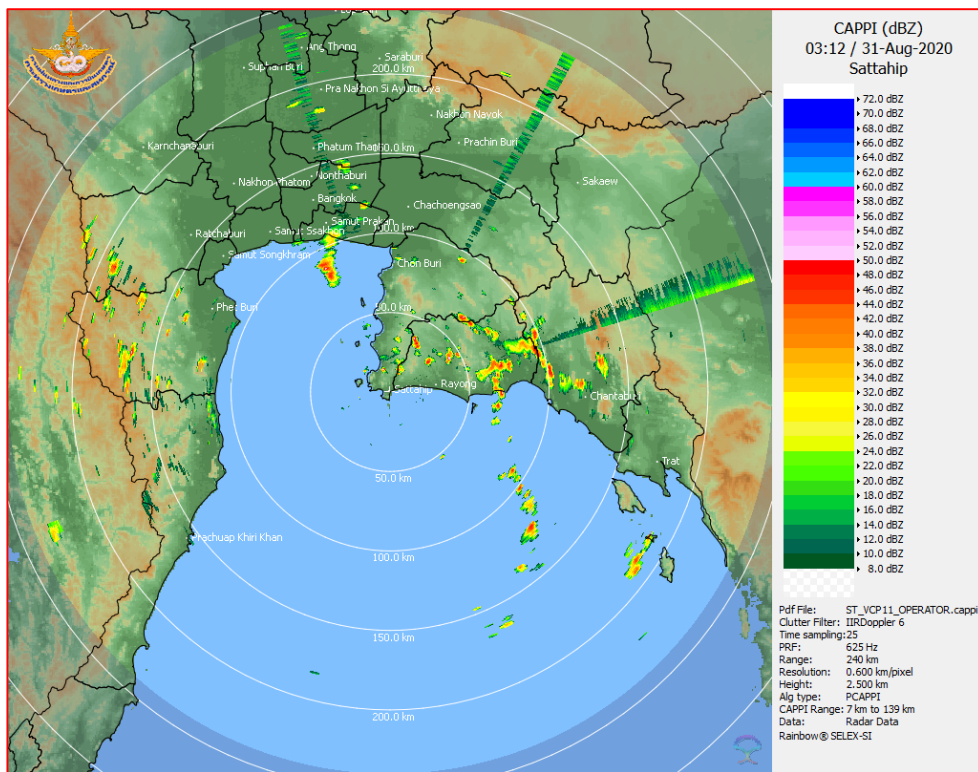 CAPPI (dBZ)
03:12 / 31-Aug-2020
Sattahip
72.0 dBZ
70.0 dBZ
68.0 dBZ
66.0 dBZ
64.0 dBZ
62.0 dBZ
60.0 dBZ
58.0 dBZ
56.0 dBZ
54.0 dBZ
52.0 dBZ
50.0 dBZ
48.0 dBZ
46.0 dBZ
44.0 dBZ
42.0 dBZ
40.0 dBZ
38.0 dBZ
36.0 dBZ
34.0 dBZ
32.0 dBZ
30.0 dBZ
28.0 dBZ
26.0 dBZ
24.0 dBZ
22.0 dBZ
20.0 dBZ
18.0 dBZ
16.0 dBZ
14.0 dBZ
12.0 dBZ
10.0 dBZ
8.0 dBZ
Pdf File: ST_VCP11_OPERATOR.cappi
Clutter Filter: IIRDoppler 6
Time sampling:25
PRF: 625 Hz
Range: 240 km
Resolution: 0.600 km/pixel
Height: 2.500 km
Alg type: PCAPPI
CAPPI Range: 7 km to 139 km
Data: Radar Data
Rainbow® SELEX-SI
Ang Thong
Saraburi
Suphan Buri
200.0 km
Pra Nakhon Si Ayutthaya
Nakhon Nayok
Karnchanaburi
Phatum Thani
150.0 km
Prachin Buri
Nonthaburi
Nakhon Phatom
Sakaew
Bangkok
Chachoengsao
Samut Prakan
Ratchaburi
Samut Ssakhon
100.0 km
Samut Songkhram
Chon Buri
Phet Buri
50.0 km
Rayong
Sattahip
Chantaburi
Trat
50.0 km
Prachuap Khiri Khan
100.0 km
150.0 km
200.0 km